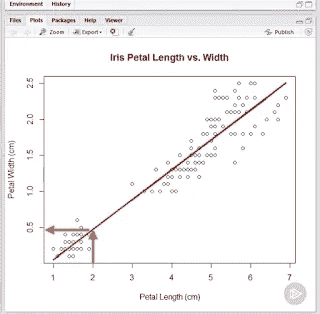 Environment History
Files Plots Packages Help Viewer
Zoom Export Publish
Iris Petal Length vs. Width
Petal Width (cm)
2.5
2.0
1.5
1.0
0.5
1 2 3 4 5 6 7
Petal Length (cm)